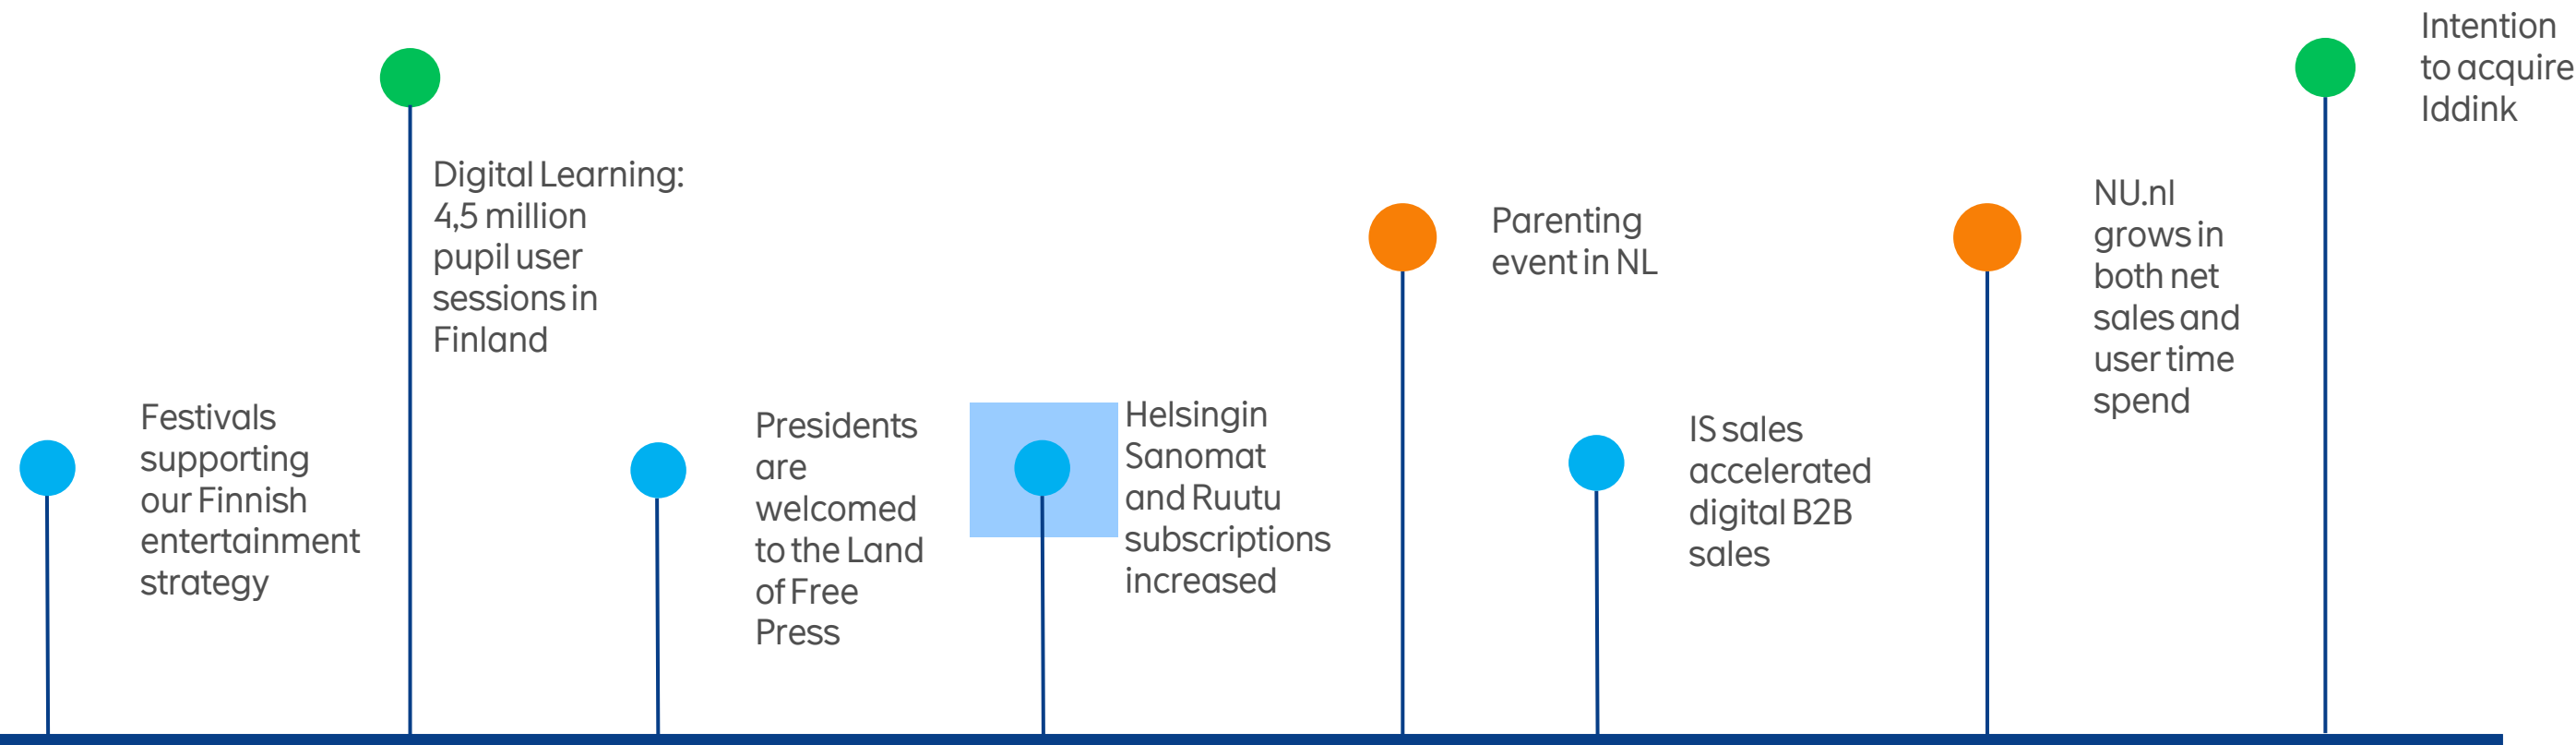 Festivals
supporting
our Finnish
entertainment
strategy
Digital Learning:
4,5 million
pupil user
sessions in
Finland
Presidents
are
welcomed
to the Land
of Free
Press
Helsingin
Sanomat
and Ruutu
subscriptions
increased
Parenting
event in NL
IS sales
accelerated
digital B2B
sales
NU.nl
grows in
both net
sales and
user time
spend
Intention
to acquire
Iddink